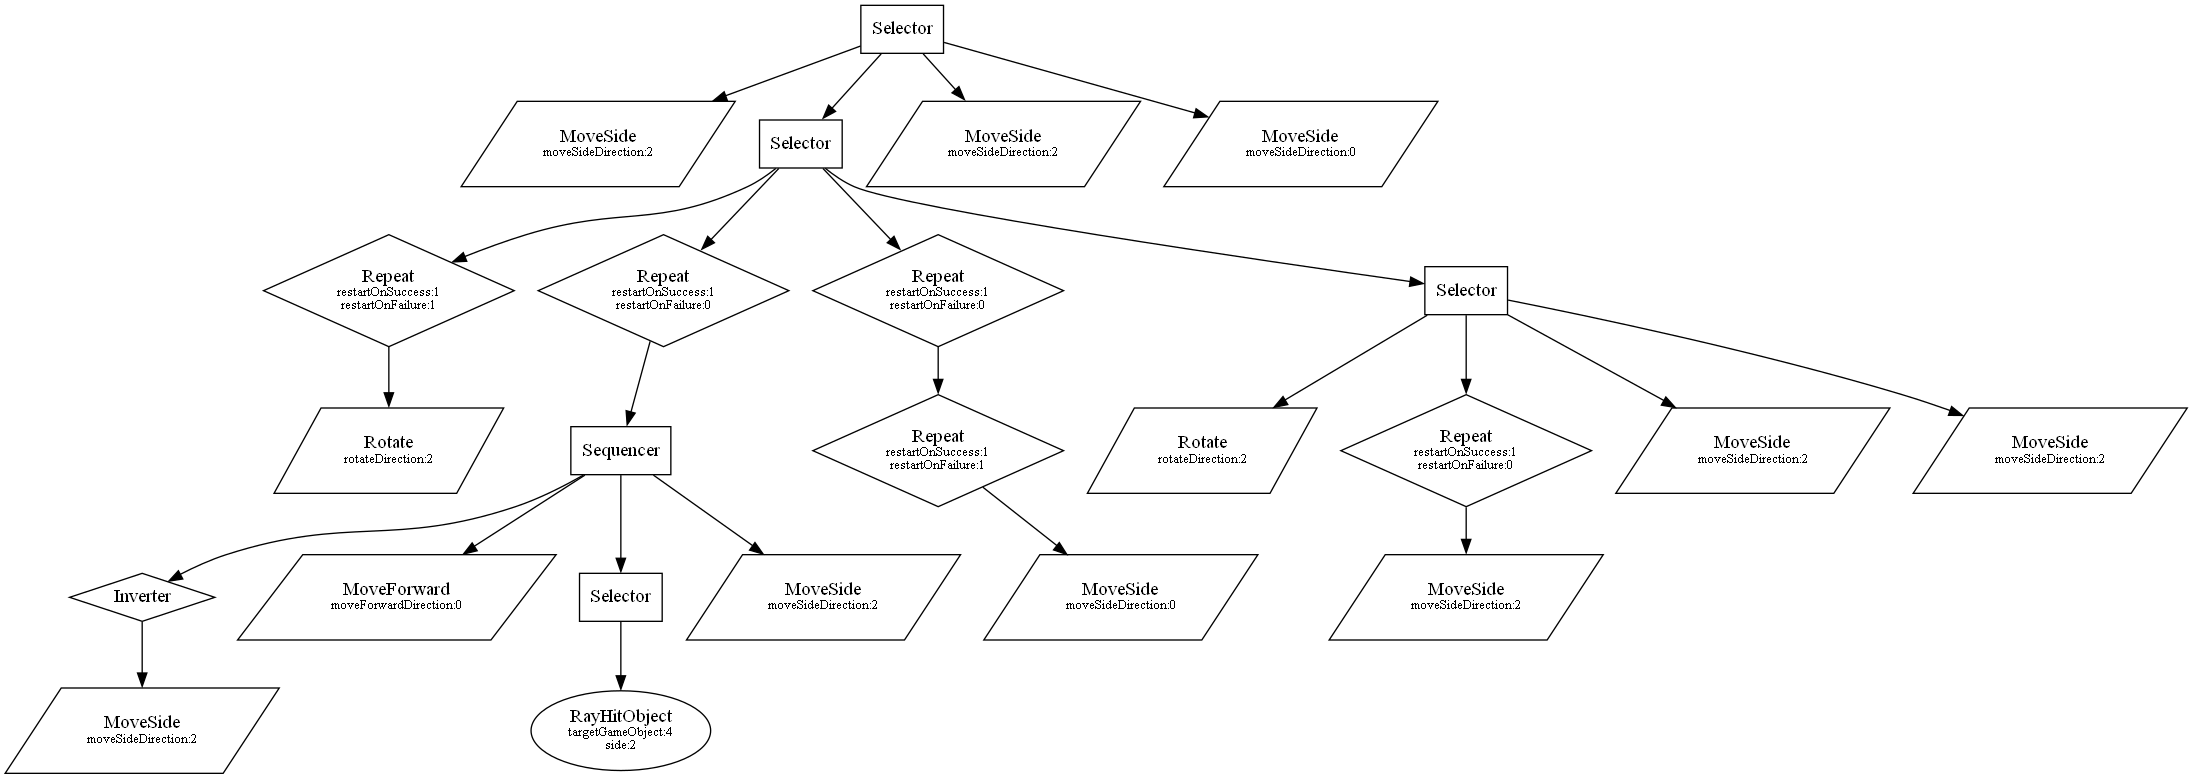 Selector
MoveSide
moveSideDirection:2
Selector
MoveSide
moveSideDirection:2
MoveSide
moveSideDirection:0
Repeat
restartOnSuccess:1
restartOnFailure:1
Repeat
restartOnSuccess:1
restartOnFailure:0
Repeat
restartOnSuccess:1
restartOnFailure:0
Selector
Rotate
rotateDirection:2
Sequencer
Repeat
restartOnSuccess:1
restartOnFailure:1
Rotate
rotateDirection:2
Repeat
restartOnSuccess:1
restartOnFailure:0
MoveSide
moveSideDirection:2
MoveSide
moveSideDirection:2
Inverter
MoveForward
moveForwardDirection:0
Selector
MoveSide
moveSideDirection:2
MoveSide
moveSideDirection:0
MoveSide
moveSideDirection:2
MoveSide
moveSideDirection:2
RayHitObject
targetGameObject:4
side:2